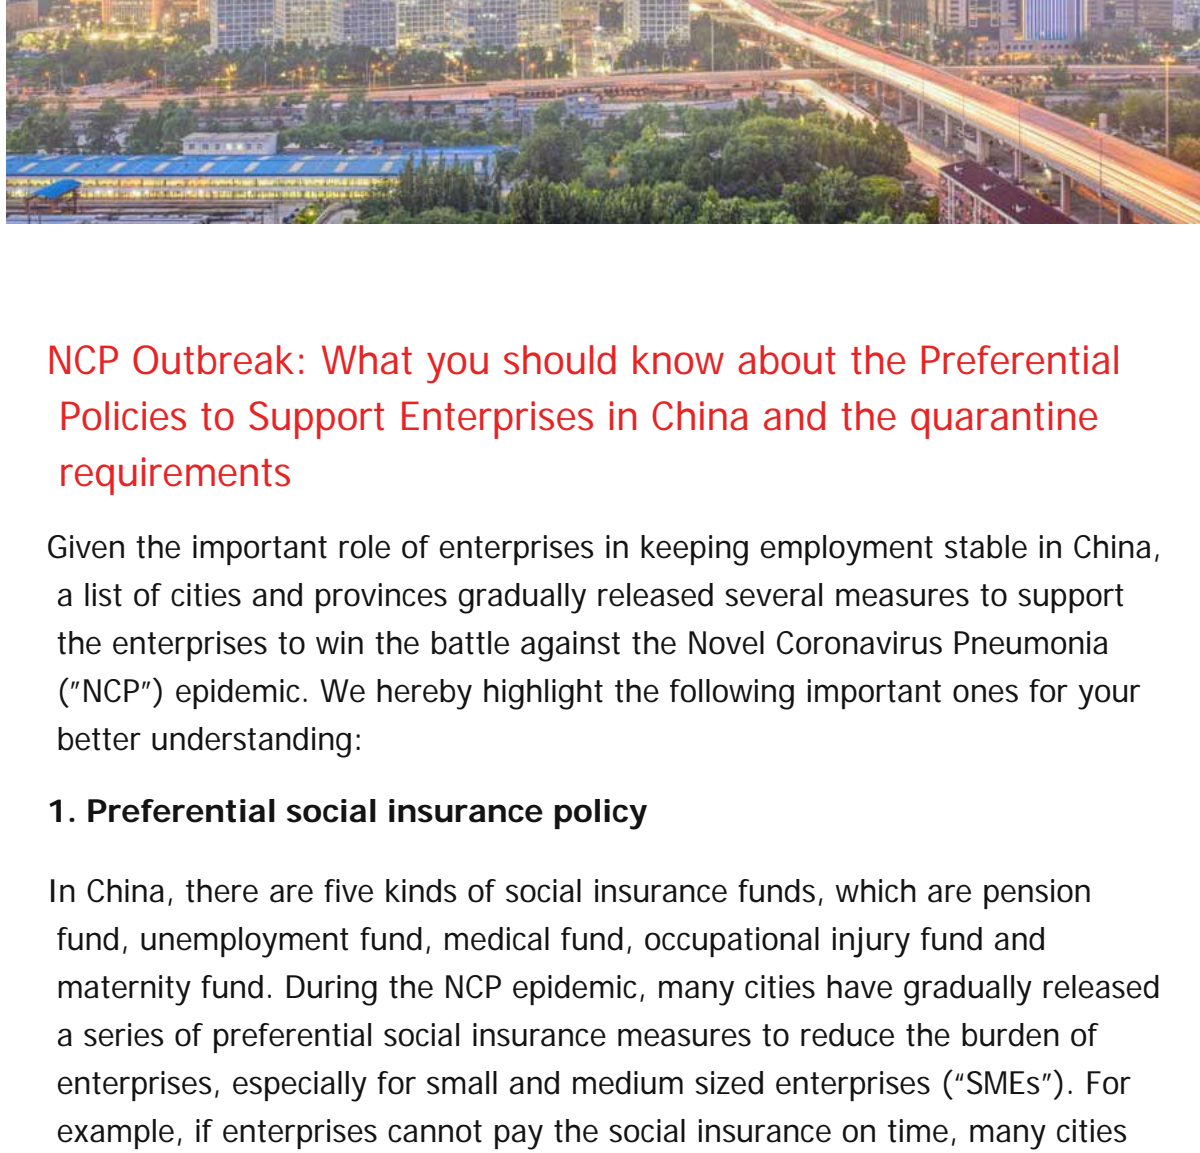 NCP Outbreak: What you should know about the Preferential
Policies to Support Enterprises in China and the quarantine
requirements
Given the important role of enterprises in keeping employment stable in China,
a list of cities and provinces gradually released several measures to support
the enterprises to win the battle against the Novel Coronavirus Pneumonia
("NCP") epidemic. We hereby highlight the following important ones for your
better understanding:
1. Preferential social insurance policy
In China, there are five kinds of social insurance funds, which are pension
fund, unemployment fund, medical fund, occupational injury fund and
maternity fund. During the NCP epidemic, many cities have gradually released
a series of preferential social insurance measures to reduce the burden of
enterprises, especially for small and medium sized enterprises (“SMEs”). For
example, if enterprises cannot pay the social insurance on time, many cities